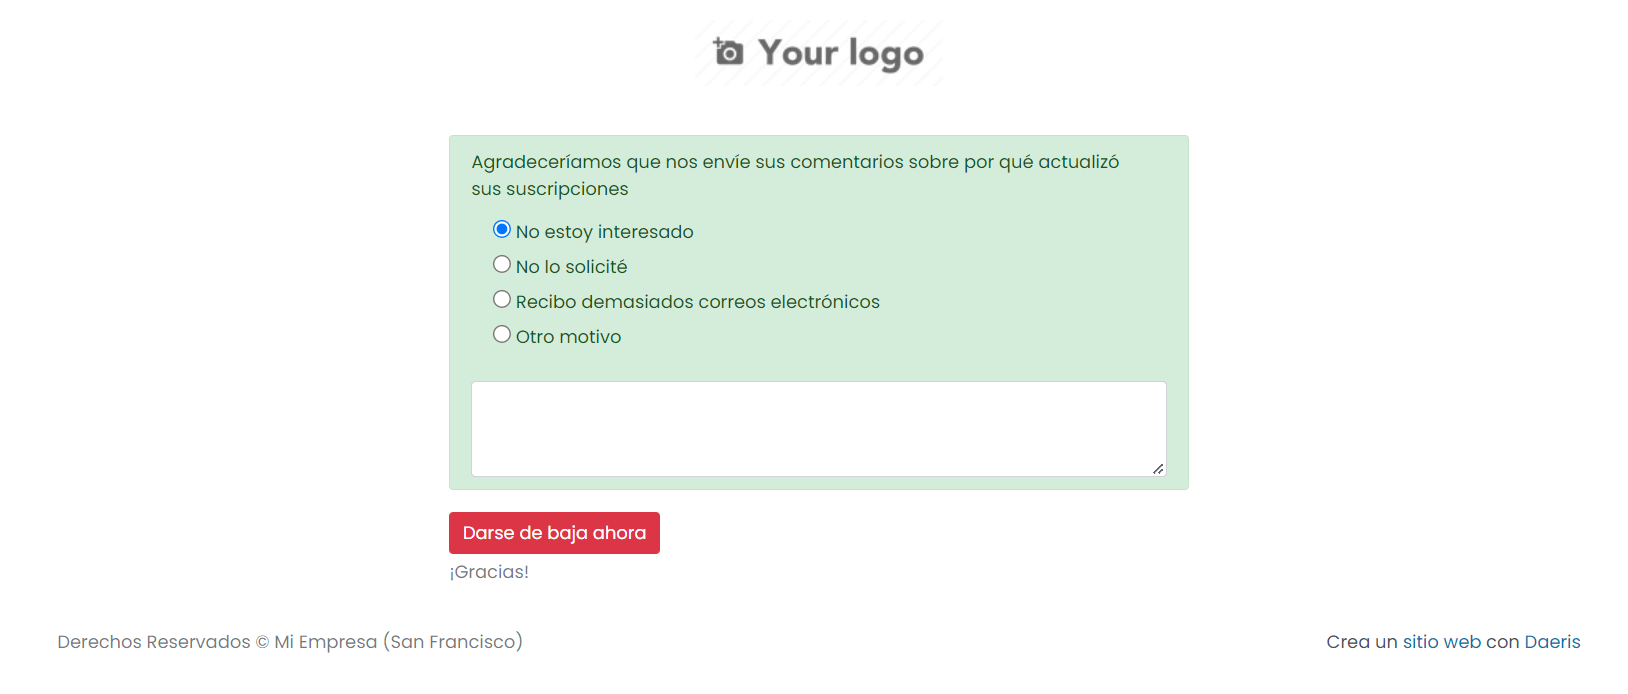 Your logo
Agradeceríamos que nos envíe sus comentarios sobre por qué actualizó
sus suscripciones
No estoy interesado
No lo solicité
Recibo demasiados correos electrónicos
Otro motivo
Darse de baja ahora
¡Gracias!
Derechos Reservados © Mi Empresa (San Francisco)
Crea un sitio web con Daeris